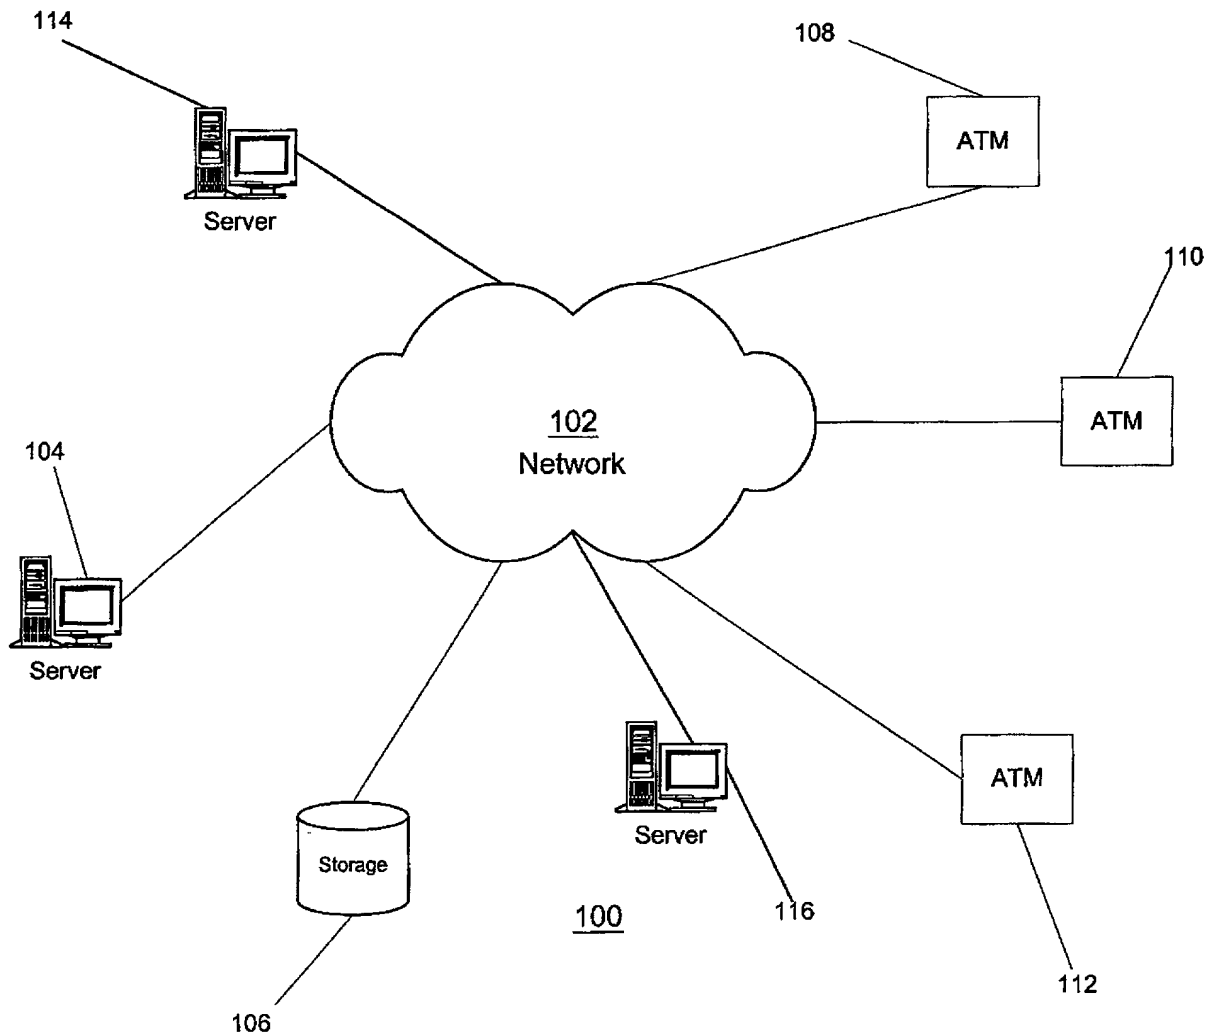 114
108
ATM
Server
110
102
Network
ATM
104
Server
ATM
Server
Storage
116
100
112
106